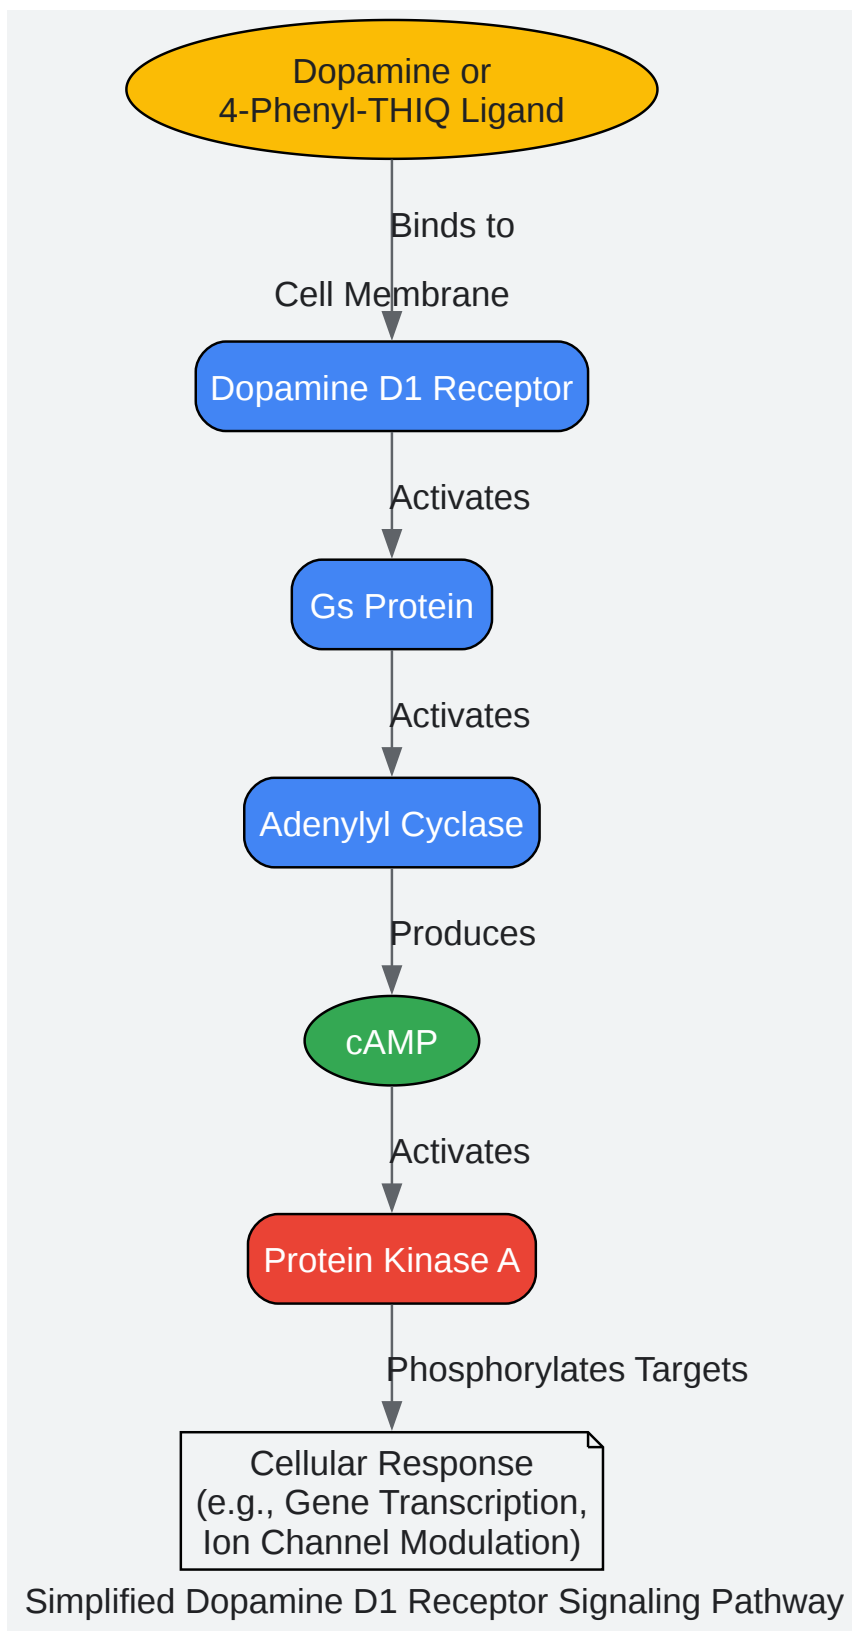 Dopamine or
4-Phenyl-THIQ Ligand
Binds to
Cell Membrane
Dopamine D1 Receptor
Activates
Gs Protein
Activates
Adenylyl Cyclase
Produces
cAMP
Activates
Protein Kinase A
Phosphorylates Targets
Cellular Response
(e.g., Gene Transcription,
Ion Channel Modulation)
Simplified Dopamine D1 Receptor Signaling Pathway